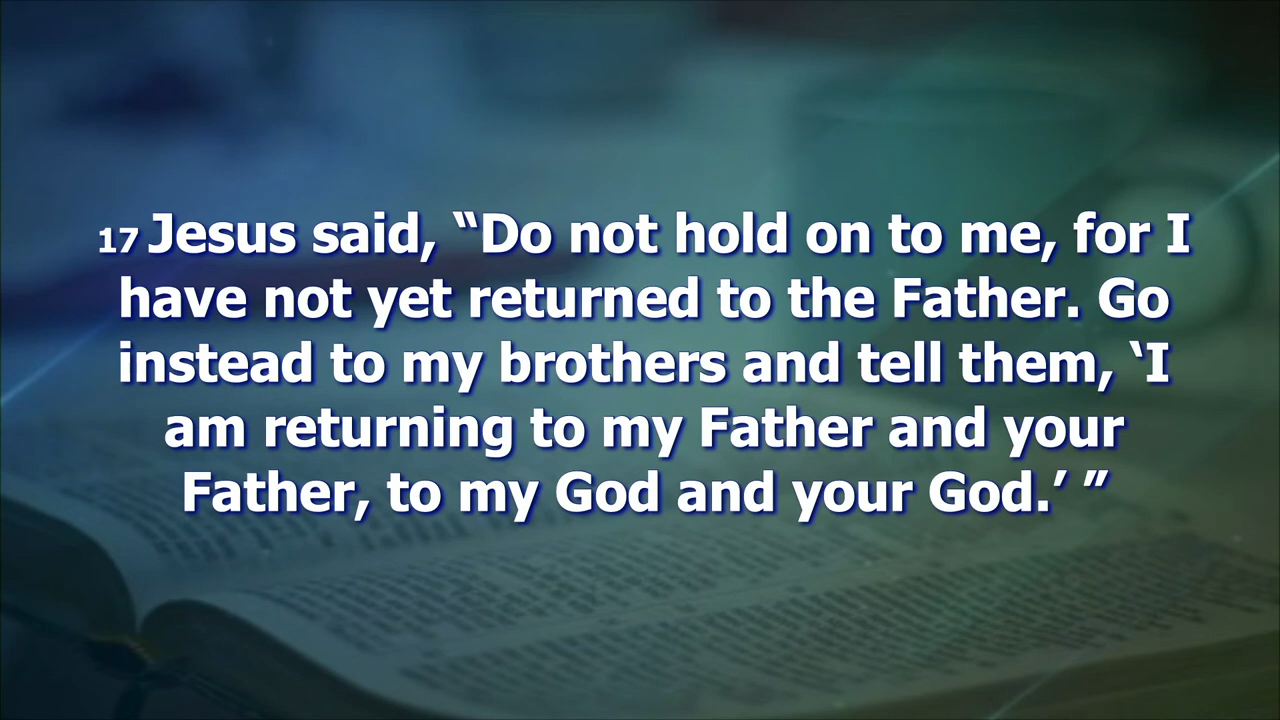 17 Jesus said, “Do not hold on to me, for I
have not yet returned to the Father. Go
instead to my brothers and tell them, ‘I
am returning to my Father and your
Father, to my God and your God.’ ”